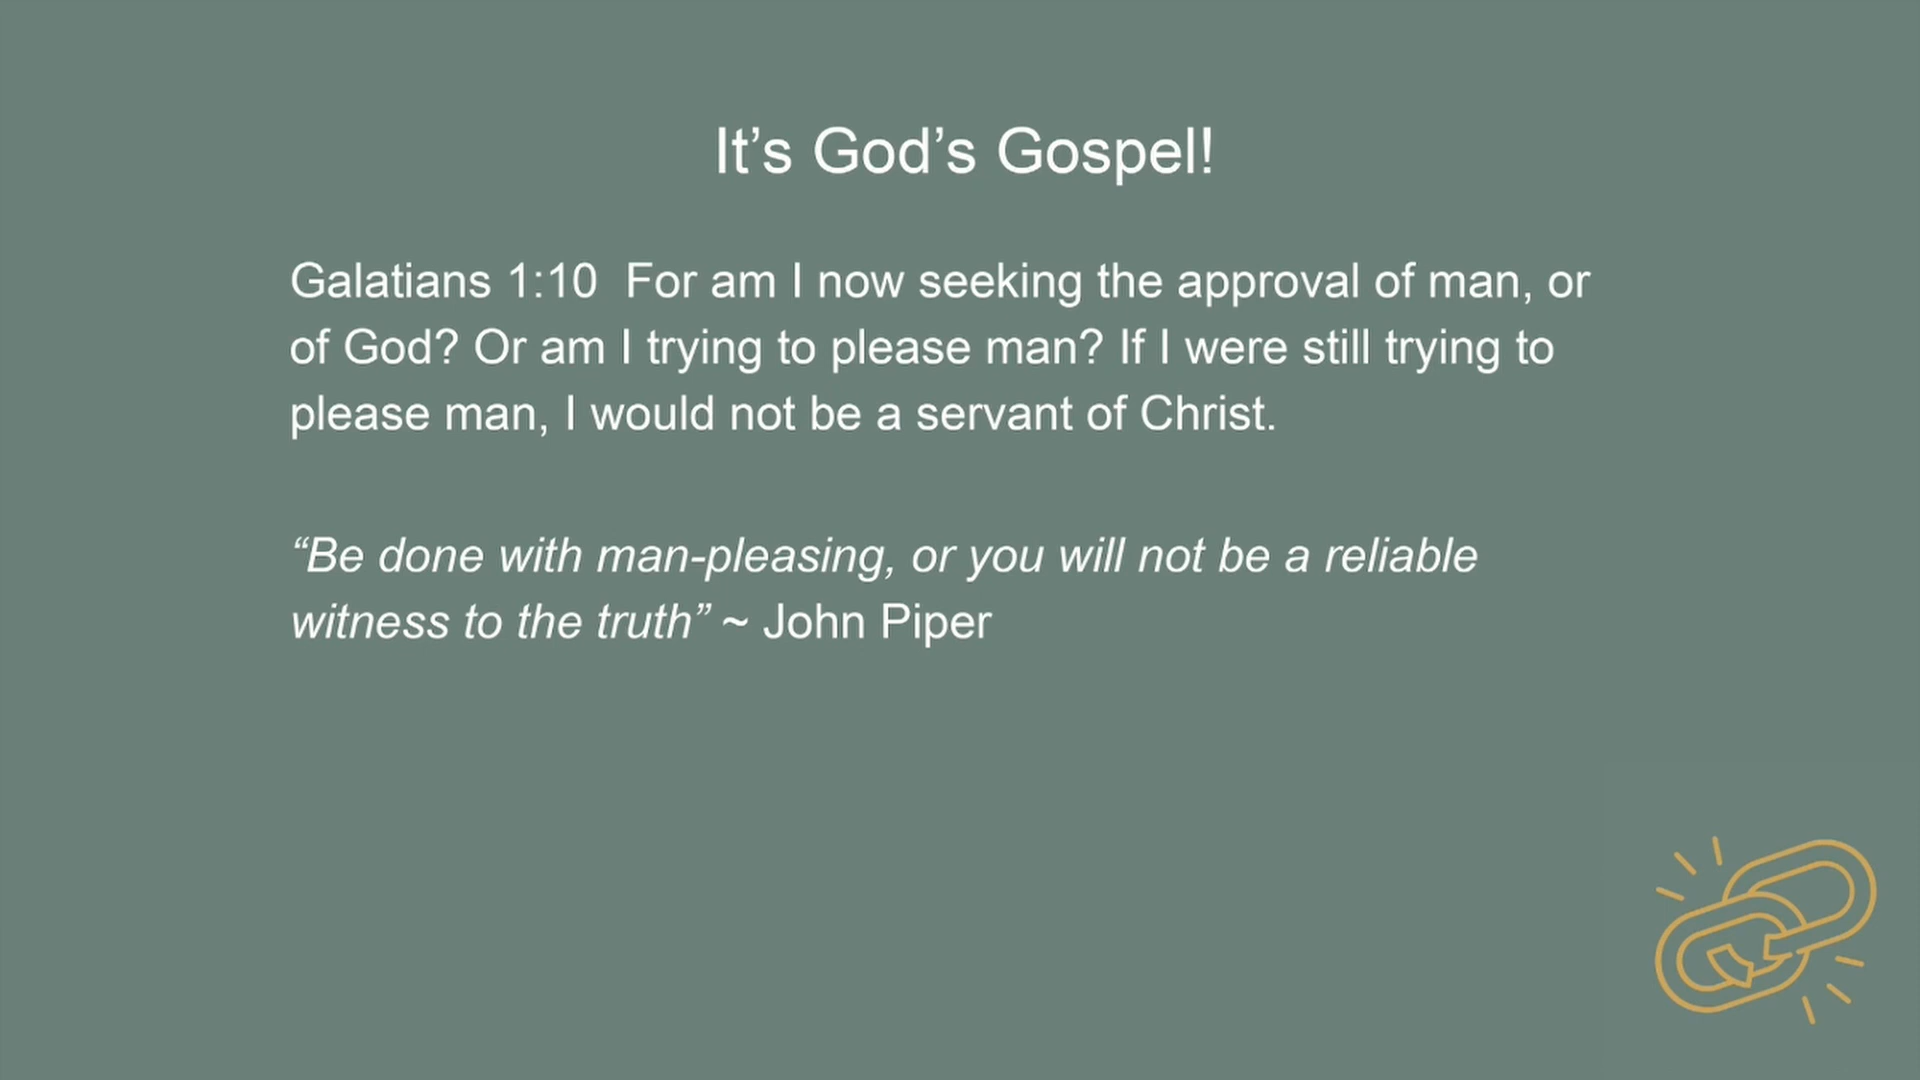 It’s God’s Gospel!
Galatians 1:10  For am I now seeking the approval of man, or
of God? Or am I trying to please man? If I were still trying to
please man, I would not be a servant of Christ.
“Be done with man-pleasing, or you will not be a reliable
witness to the truth” ~ John Piper